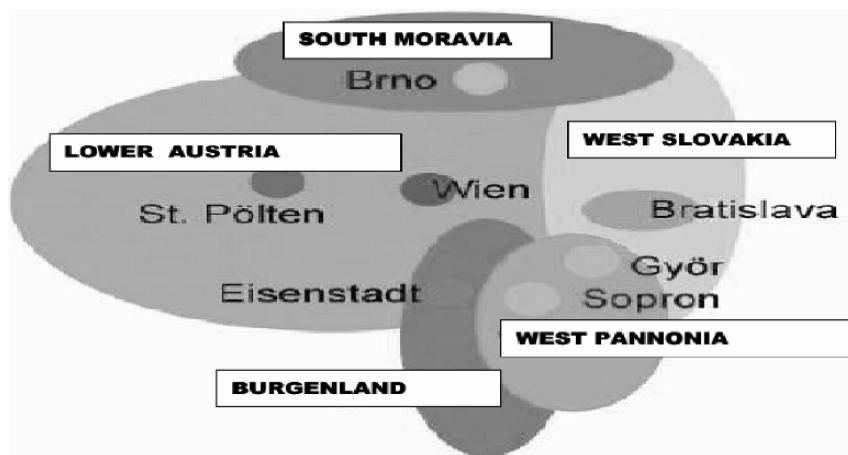 SOUTH MORAVIA
Brno
WEST SLOVAKIA
LOWER AUSTRIA
Wien
St. Pölten
Bratislava
Györ
Eisenstadt
Sopron
WEST PANNONIA
BURGENLAND